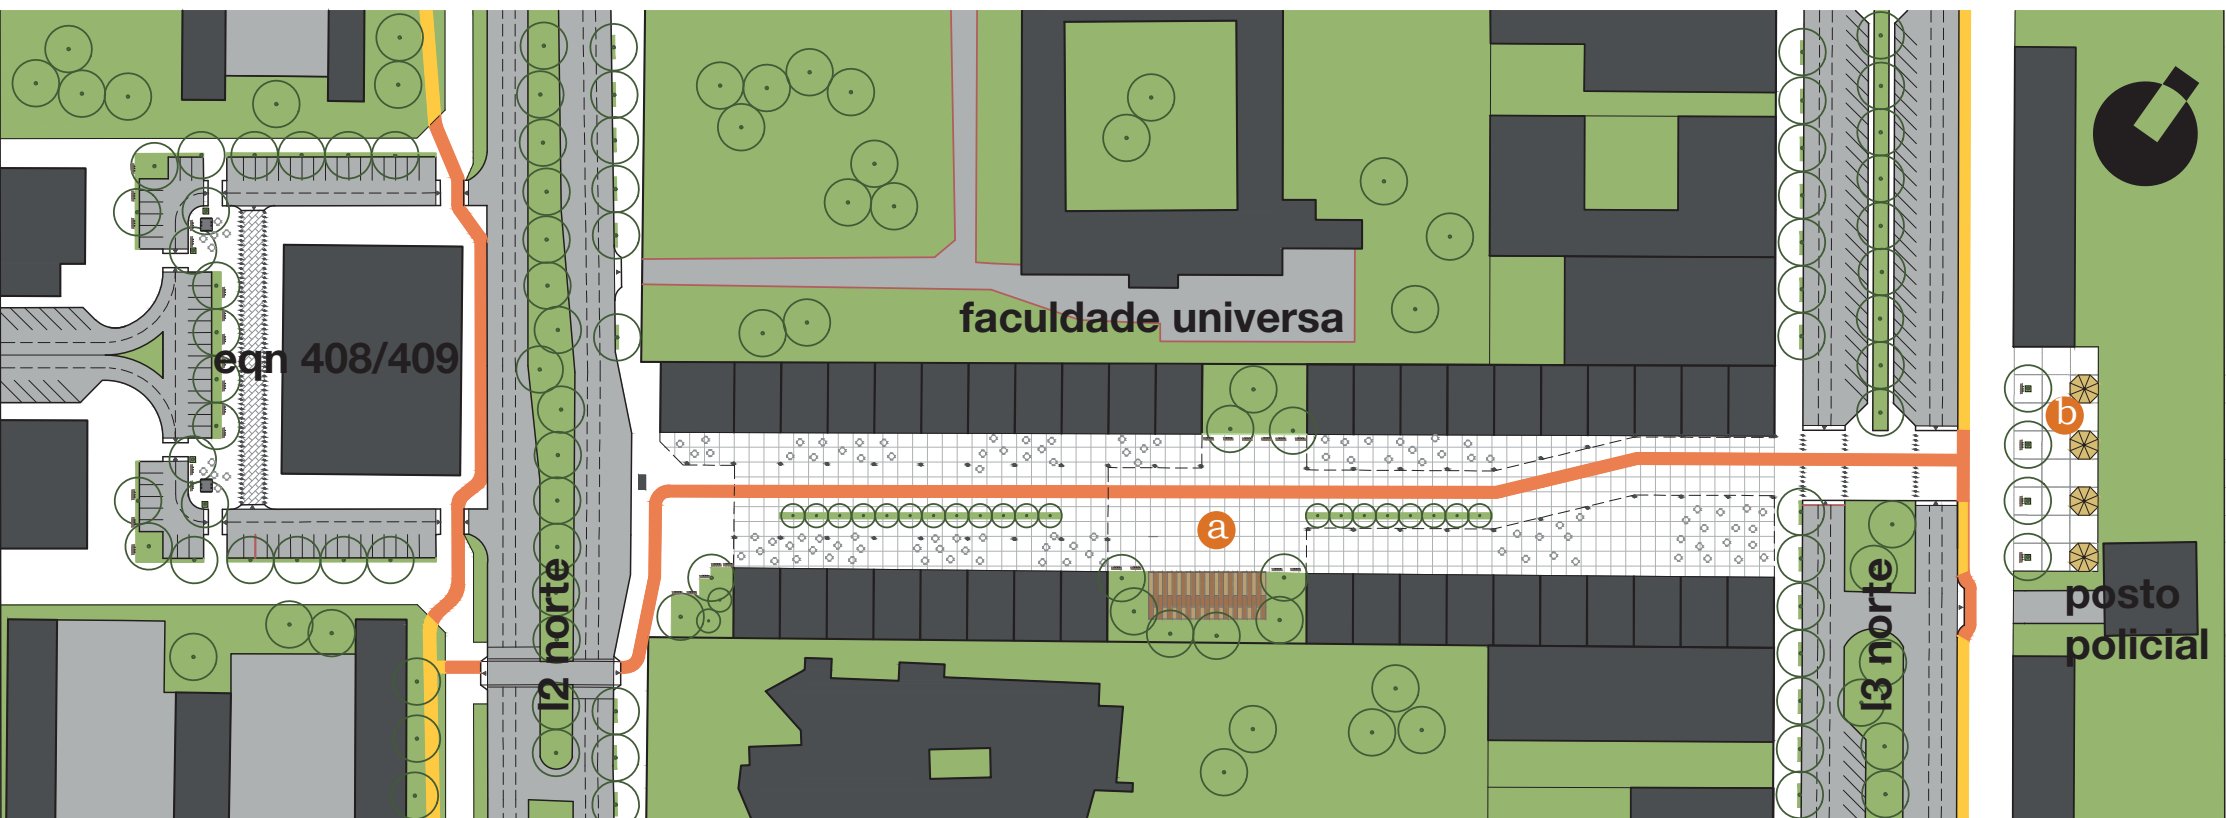 faculdade universa
eqn 408/409
b
a
l2 norte
l3 norte
posto
policial